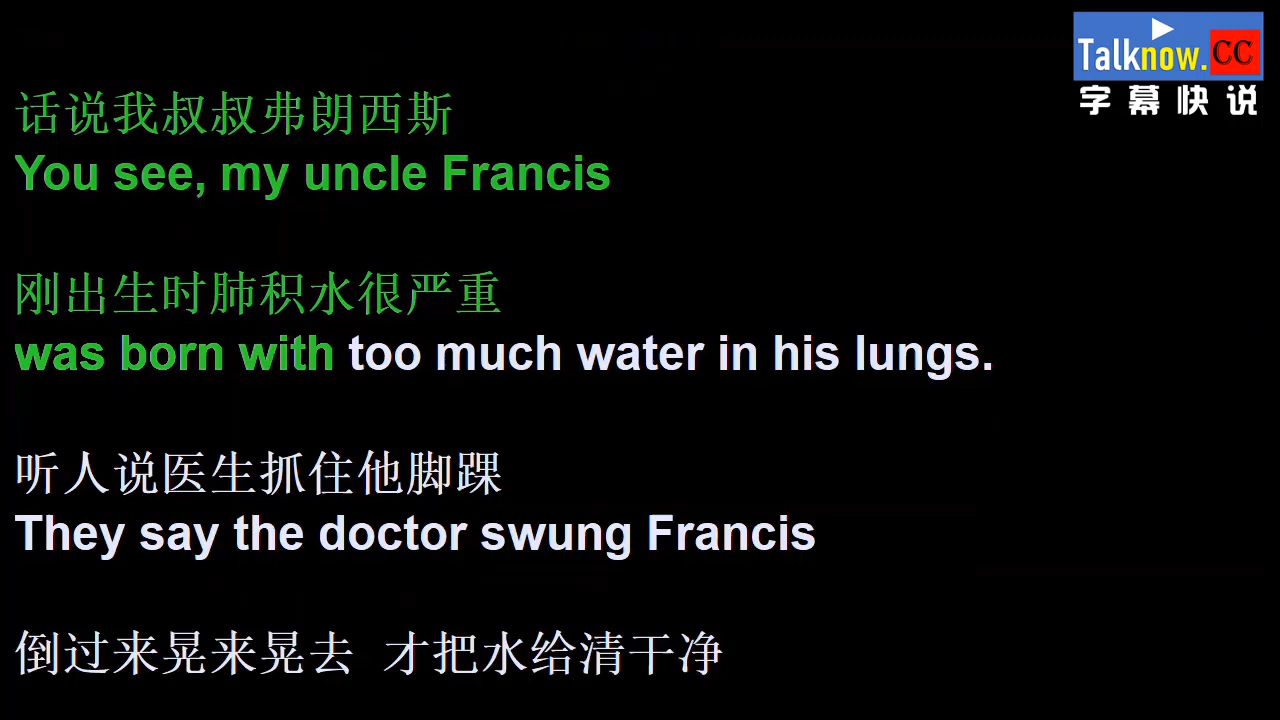 Talknow.CC
字幕快说
话说我叔叔弗朗西斯
You see, my uncle Francis
刚出生时肺积水很严重
was born with too much water in his lungs.
听人说医生抓住他脚踝
They say the doctor swung Francis
倒过来晃来晃去 才把水给清干净